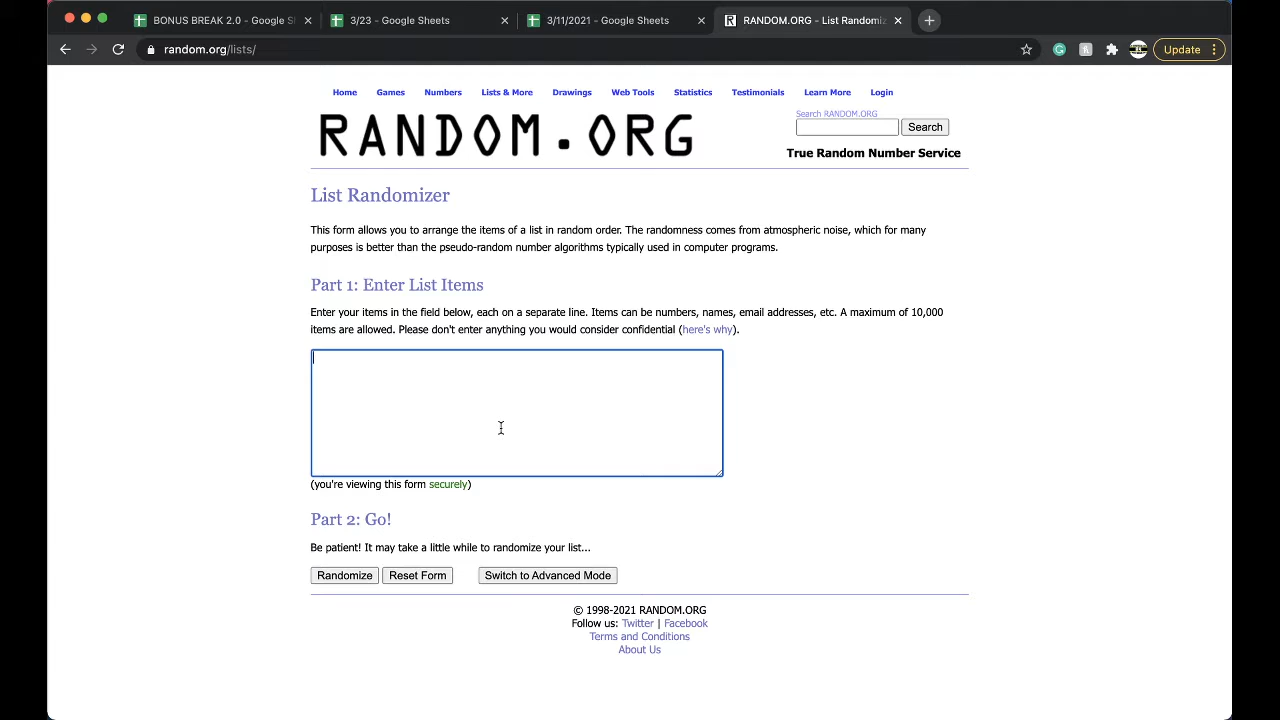 BONUS BREAK 2.0 - Google S
3/23 - Google Sheets
3/11/2021 - Google Sheets
RANDOM.ORG - List Randomiz
random.org/lists/
Update
Home Games Numbers Lists & More Drawings Web Tools Statistics Testimonials Learn More Login
RANDOM.ORG
Search RANDOM.ORG
Search
True Random Number Service
List Randomizer
This form allows you to arrange the items of a list in random order. The randomness comes from atmospheric noise, which for many
purposes is better than the pseudo-random number algorithms typically used in computer programs.
Part 1: Enter List Items
Enter your items in the field below, each on a separate line. Items can be numbers, names, email addresses, etc. A maximum of 10,000
items are allowed. Please don't enter anything you would consider confidential (here's why).
(you're viewing this form securely)
Part 2: Go!
Be patient! It may take a little while to randomize your list...
Randomize Reset Form Switch to Advanced Mode
© 1998-2021 RANDOM.ORG
Follow us: Twitter | Facebook
Terms and Conditions
About Us